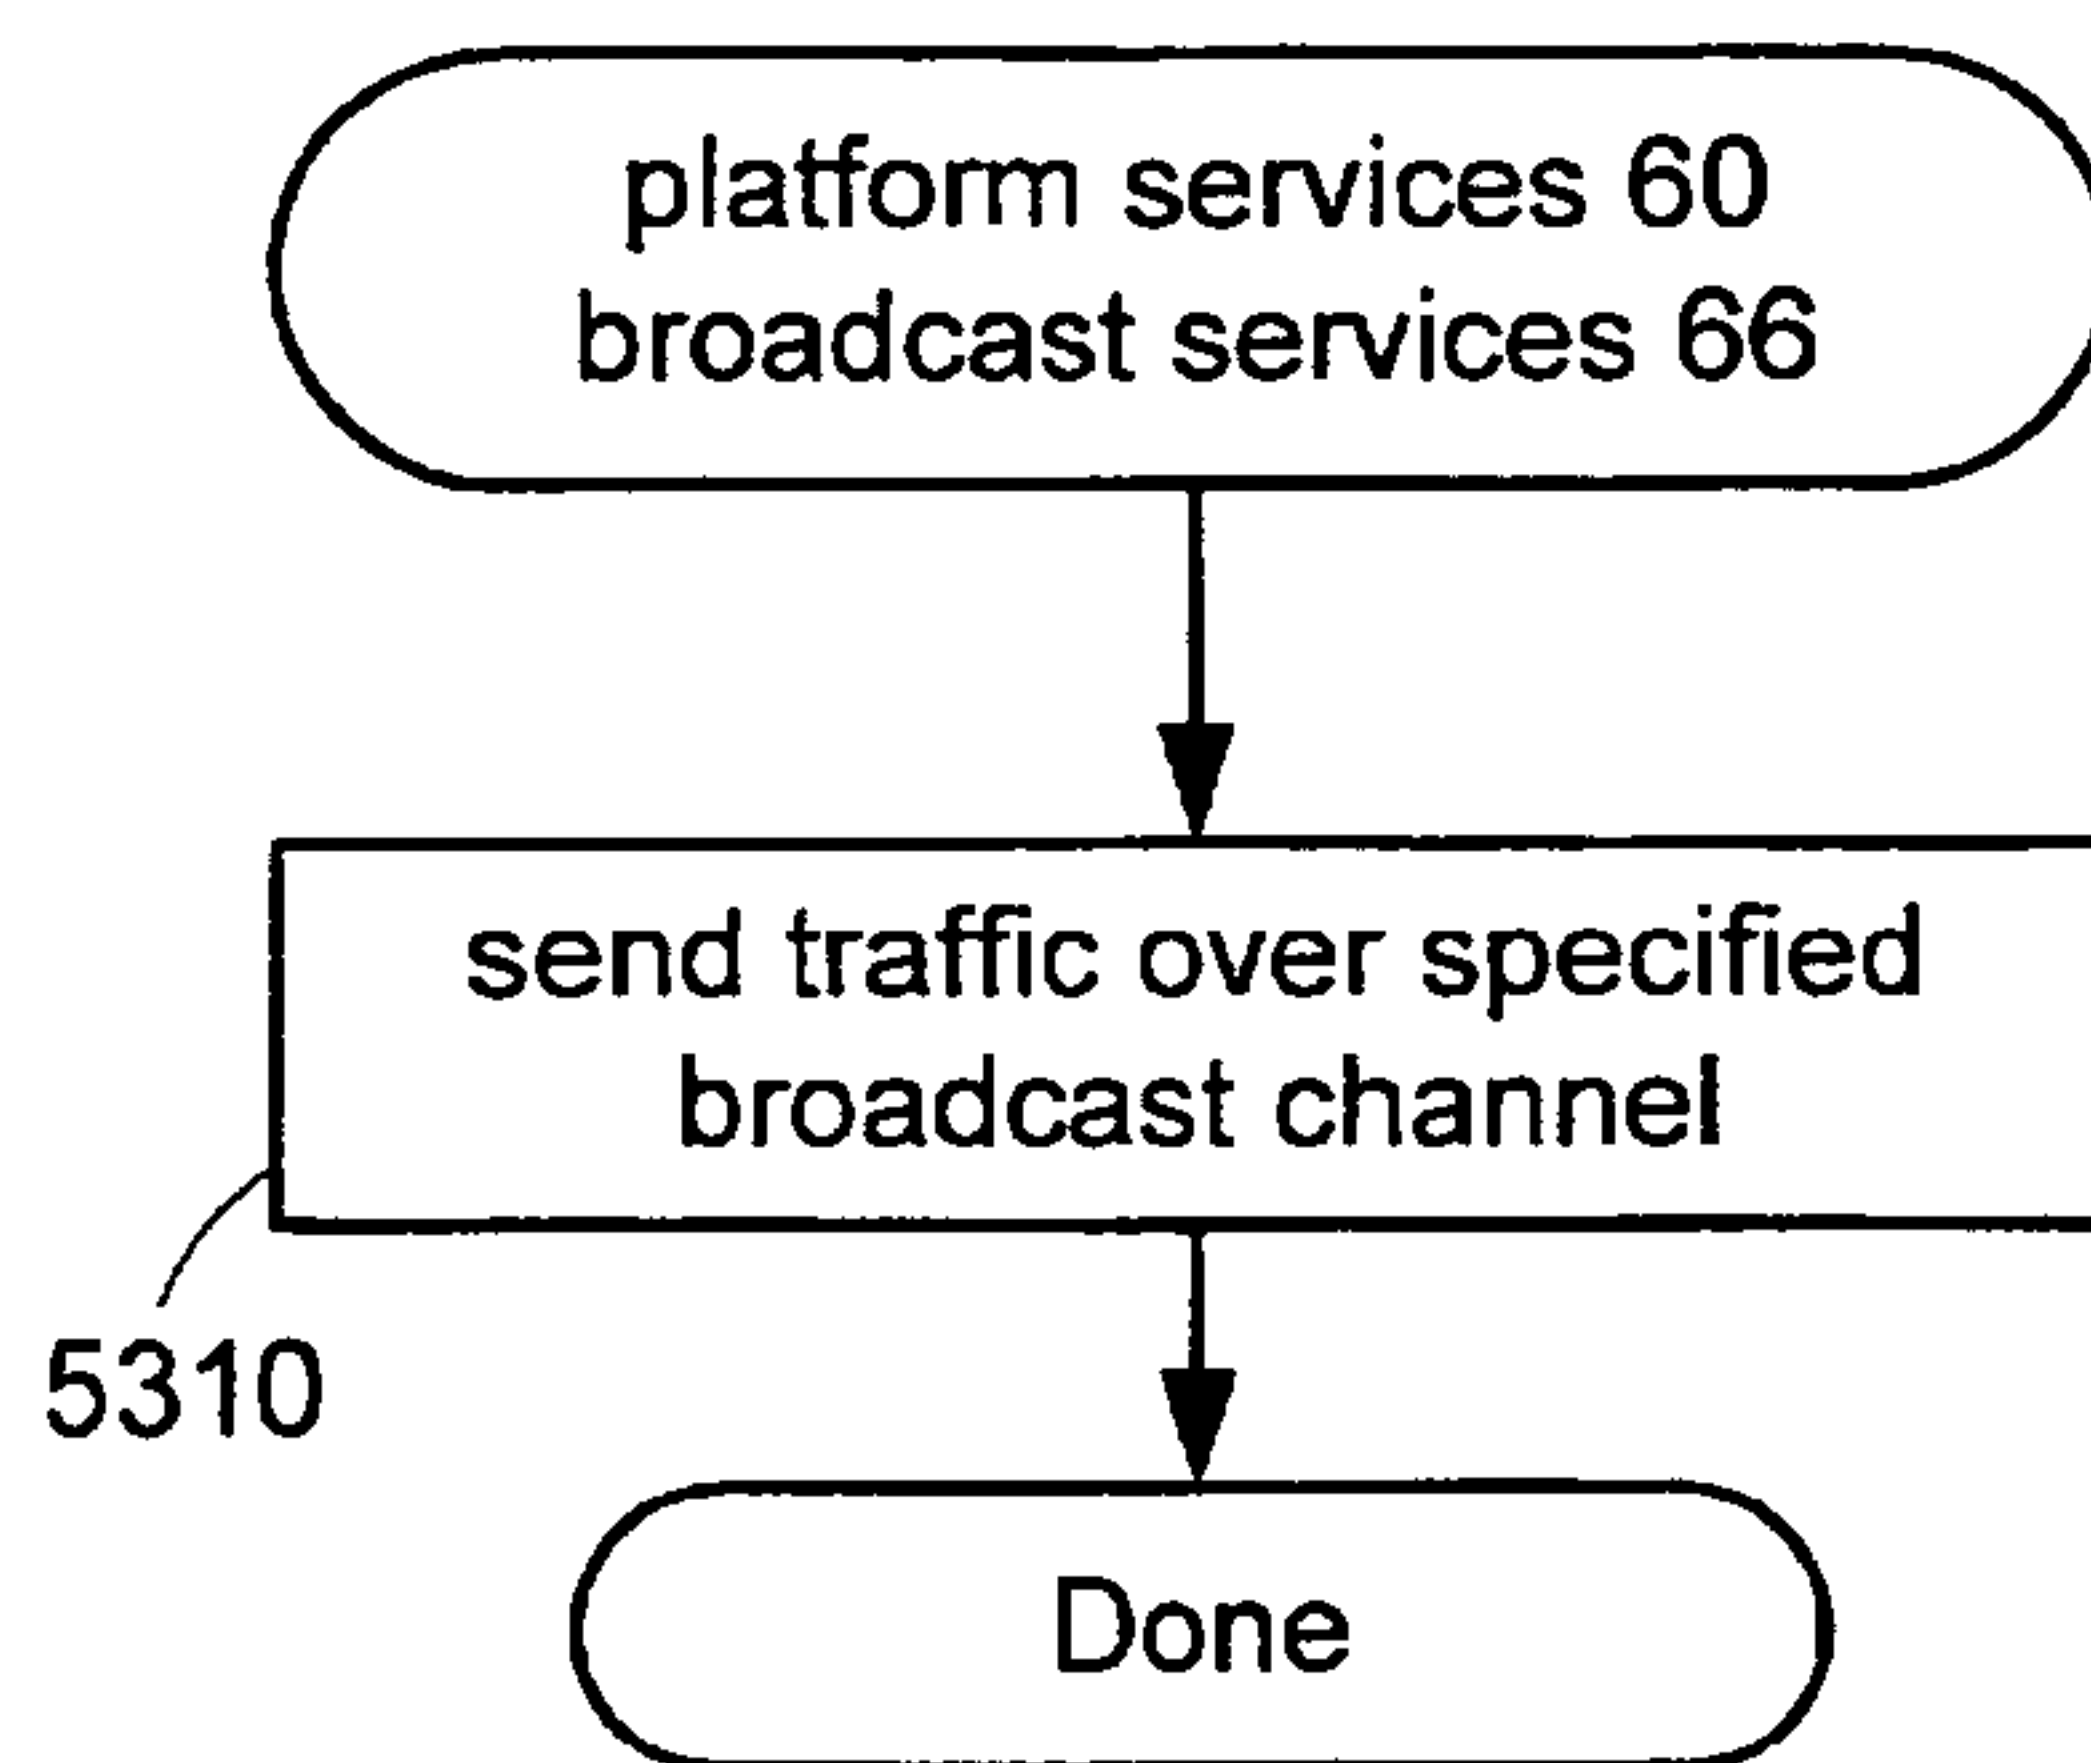 platform services 60
broadcast services 66
send traffic over specified
broadcast channel
5310
Done